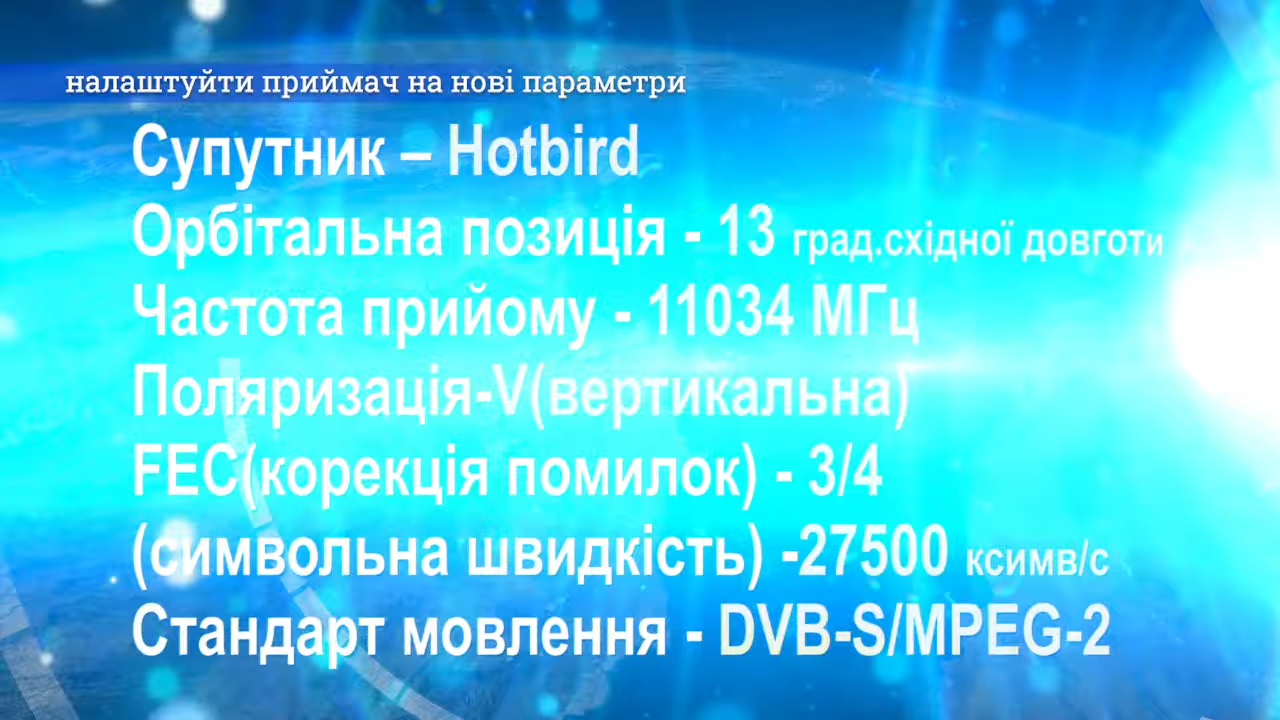 налаштуйти приймач на нові параметри
Супутник – Hotbird
Орбітальна позиція - 13 град.східної довготи
Частота прийому - 11034 МГц
Поляризація-V(вертикальна)
FEC(корекція помилок) - 3/4
(символьна швидкість) -27500 ксимв/с
Стандарт мовлення - DVB-S/MPEG-2